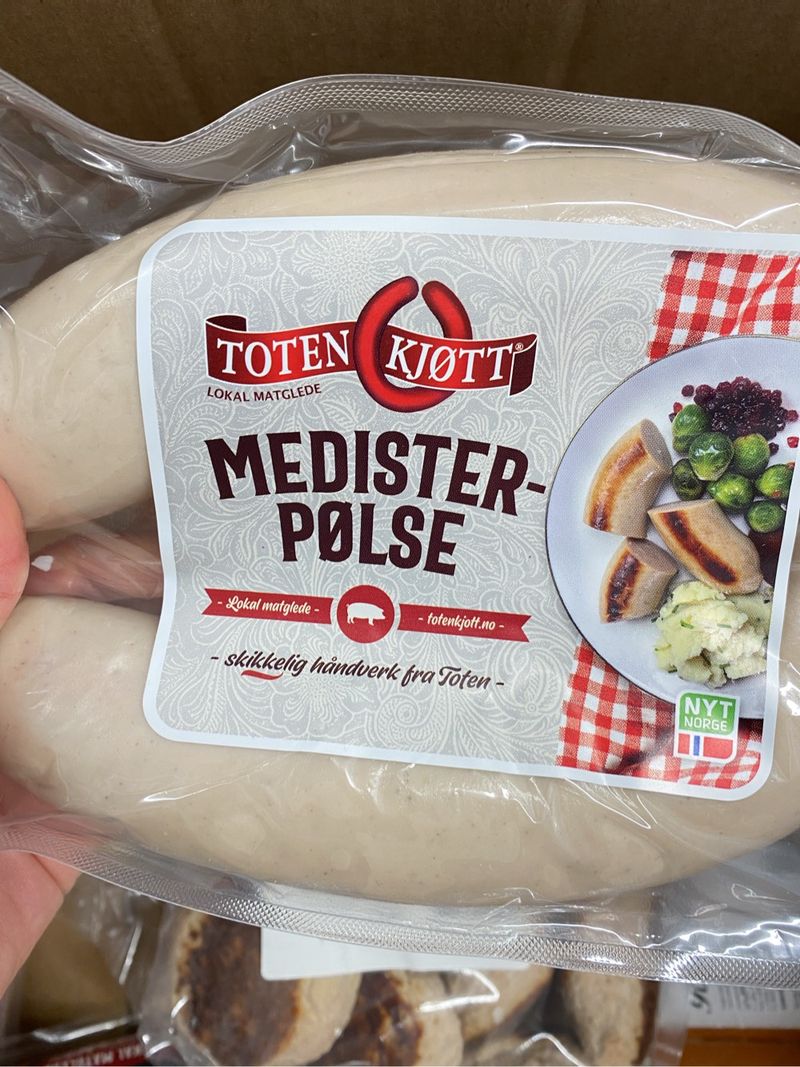 TOTEN KJØTT®
LOKAL MATGLEDE
MEDISTER-
PØLSE
- Lokal matglede -
- totenkjott.no -
- skikkelig håndverk fra Toten -
NYT
NORGE